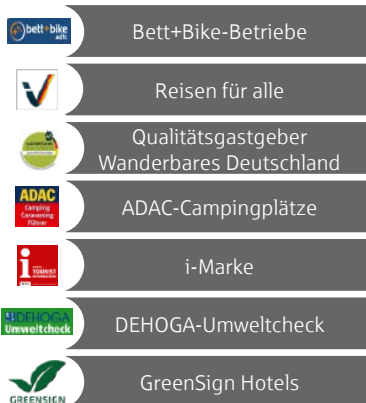 bett+bike
adfc
Bett+Bike-Betriebe
Reisen für alle
Qualitätsgastgeber
Wanderbares Deutschland
ADAC
Camping
Caravaning
Führer
ADAC-Campingplätze
i
TOURIST
INFORMATION
i-Marke
DEHOGA
Umweltcheck
DEHOGA-Umweltcheck
GREENSIGN
GreenSign Hotels